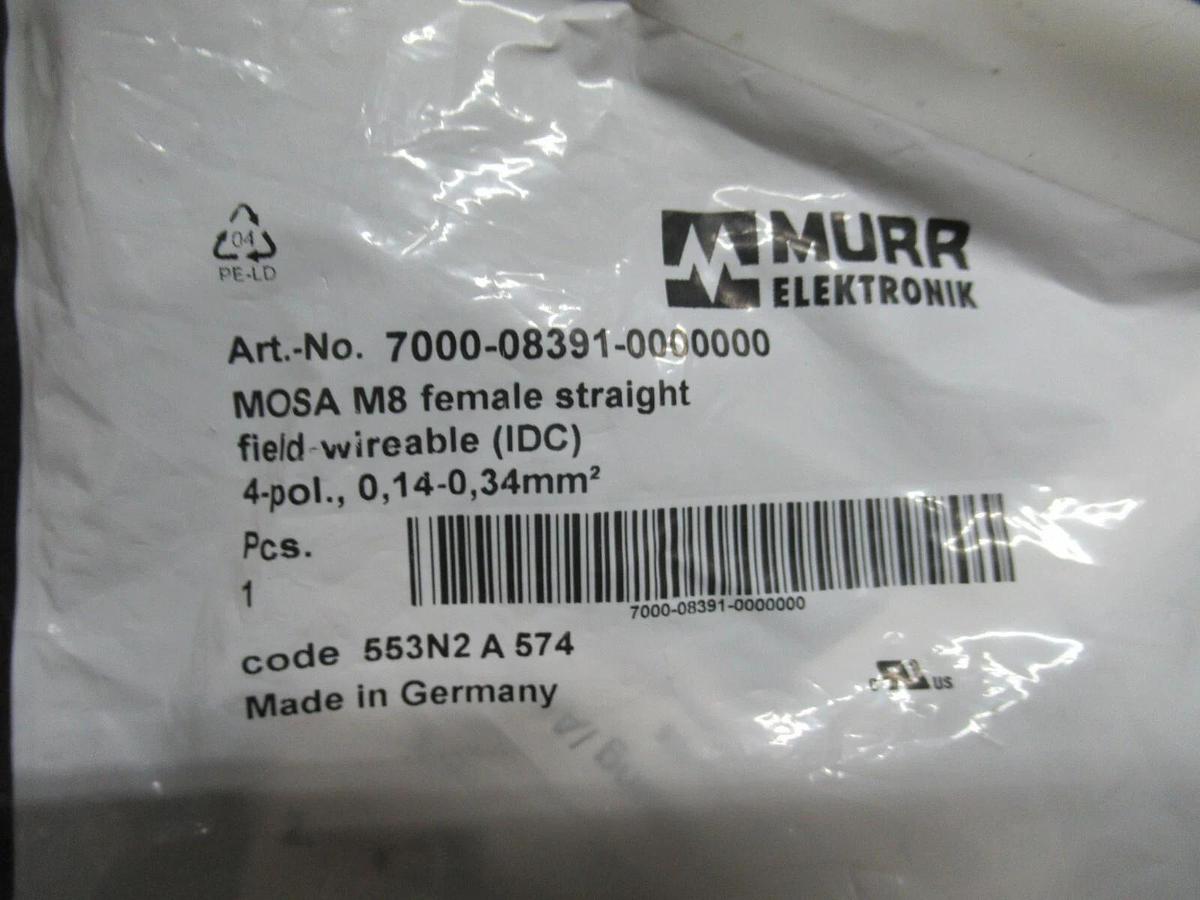 04
PE-LD
MURR
ELEKTRONIK
Art.-No. 7000-08391-0000000
MOSA M8 female straight
field-wireable (IDC)
4-pol., 0,14-0,34mm²
Pcs.
1
7000-08391-0000000
code 553N2 A 574
Made in Germany
c
US